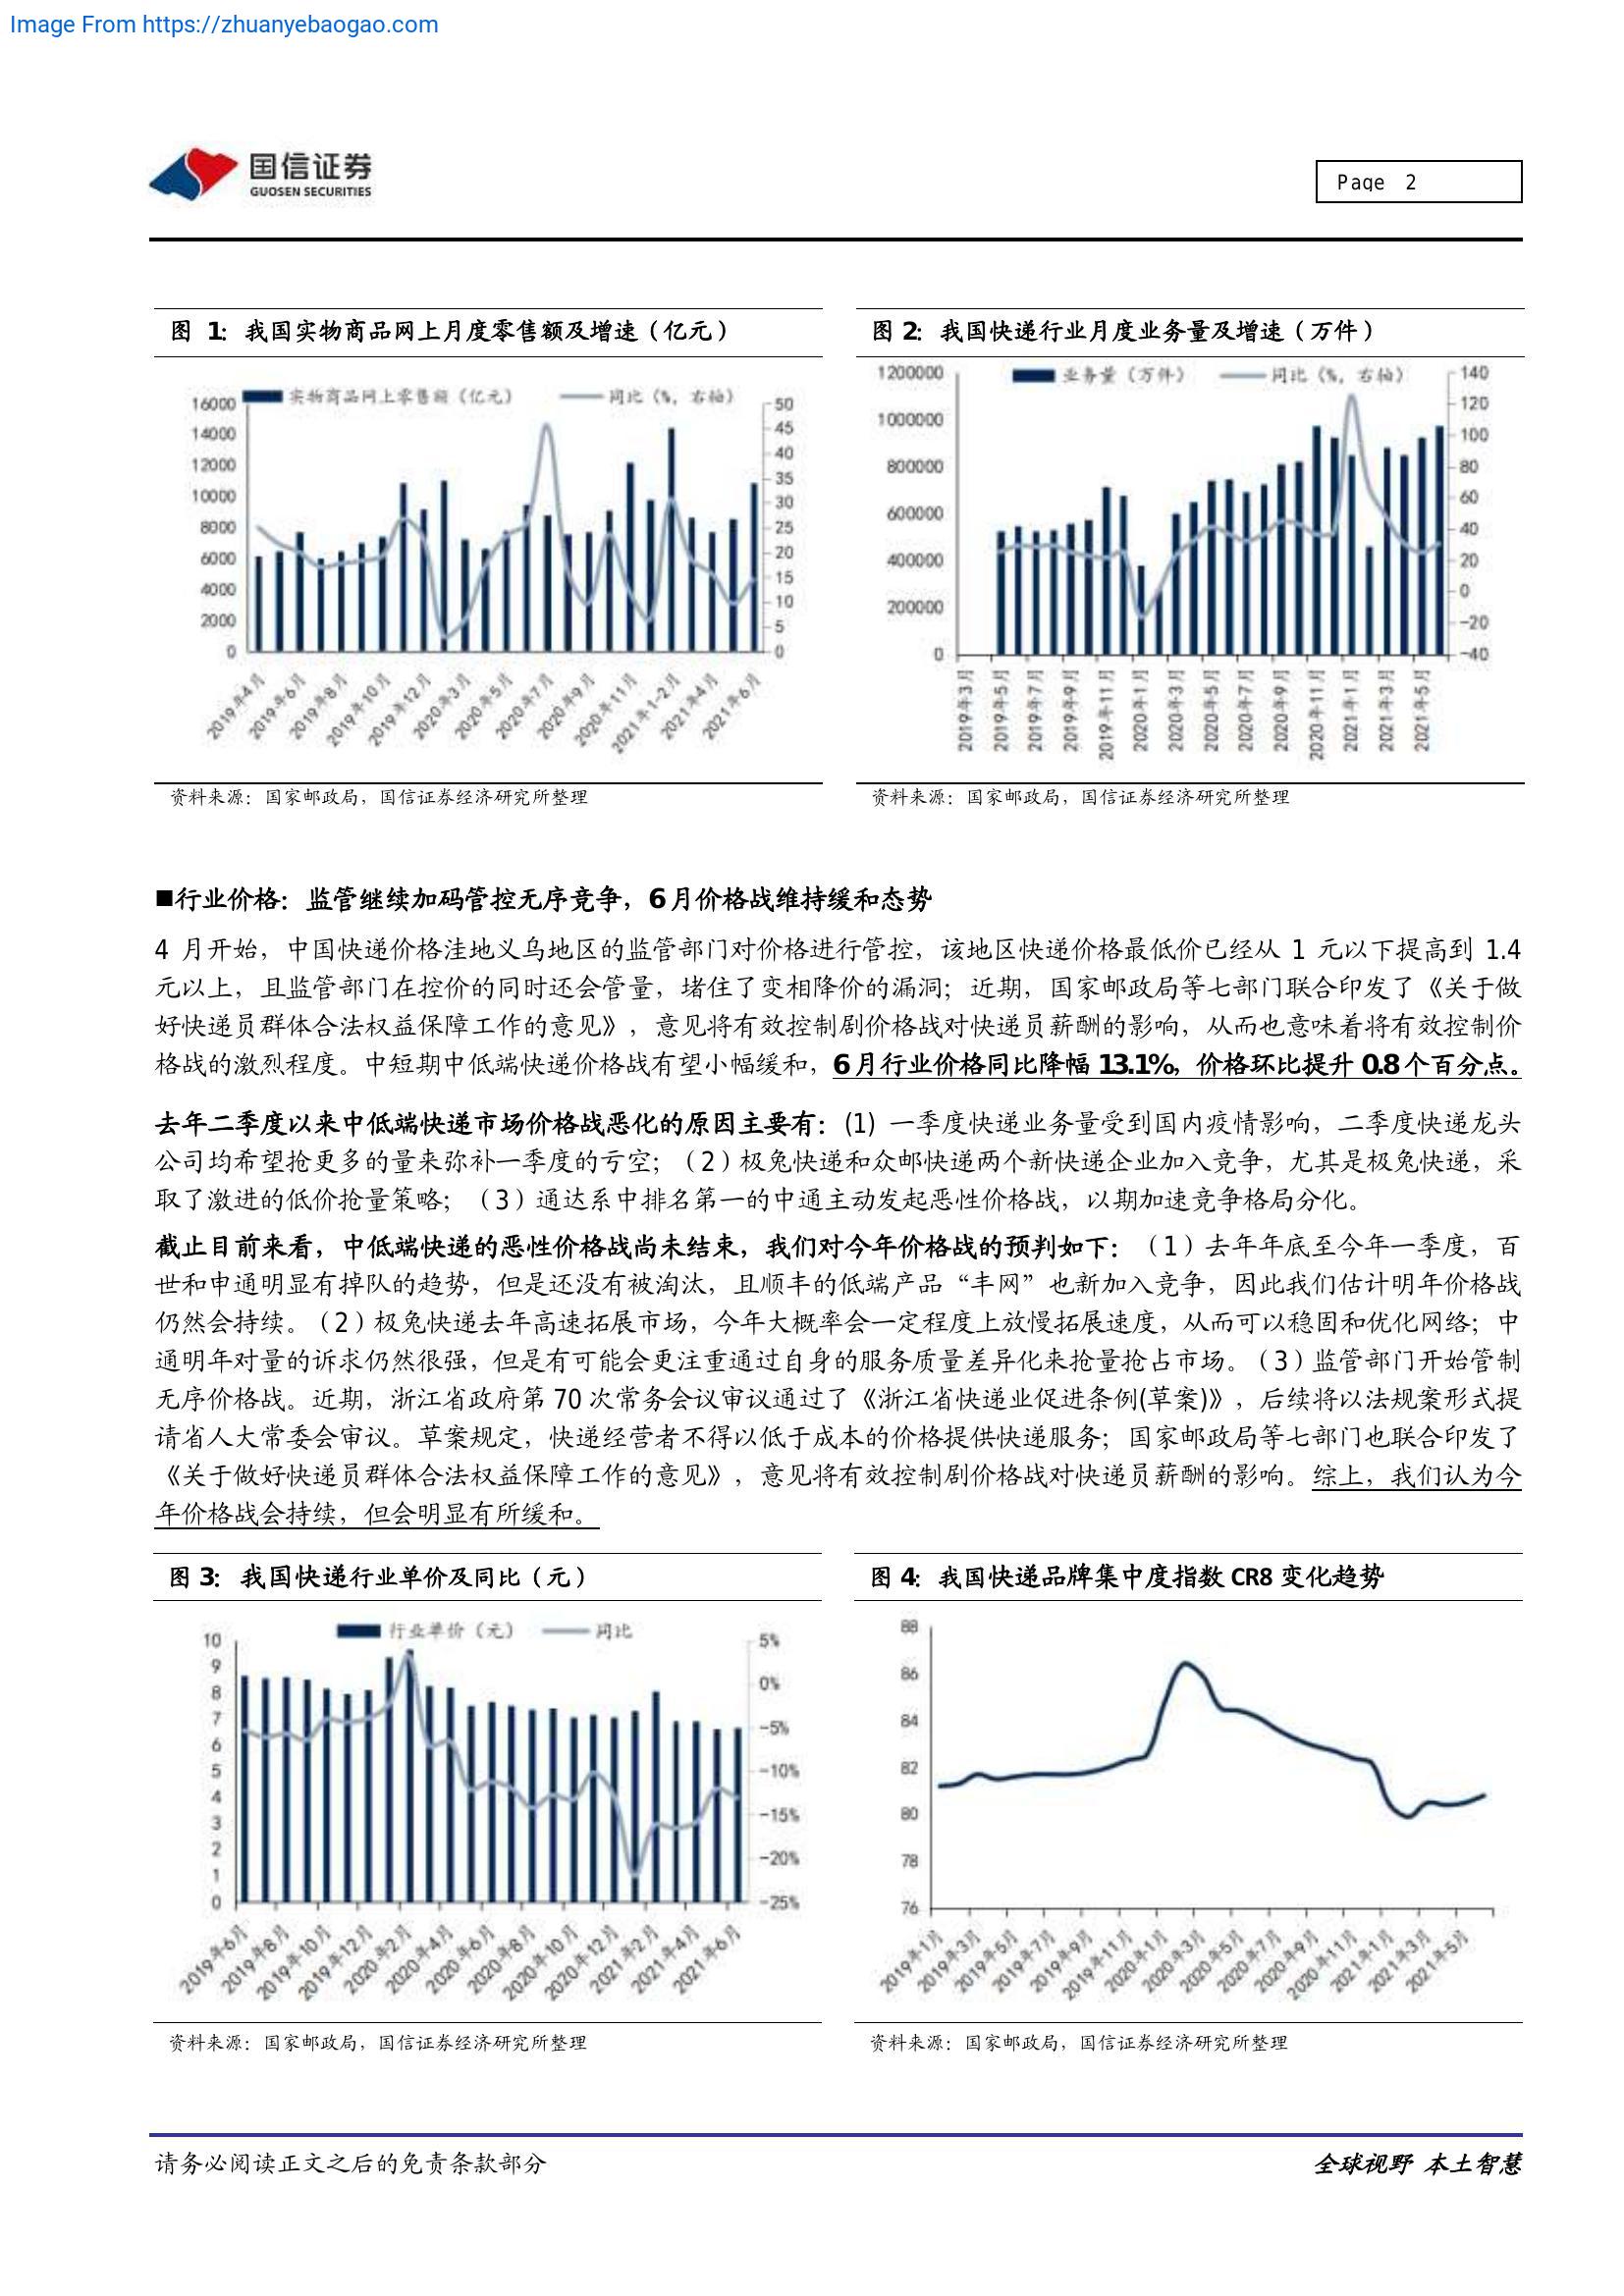 Image From https://zhuanyebaogao.com
国信证券
GUOSEN SECURITIES
Page 2
图 1：我国实物商品网上月度零售额及增速（亿元）
实物商品网上零售额（亿元）
同比（%，右轴）
16000
14000
12000
10000
8000
6000
4000
2000
0
50
45
40
35
30
25
20
15
10
5
0
2019年4月
2019年6月
2019年8月
2019年10月
2019年12月
2020年3月
2020年5月
2020年7月
2020年9月
2020年11月
2021年1-2月
2021年4月
2021年6月
资料来源：国家邮政局，国信证券经济研究所整理
图 2：我国快递行业月度业务量及增速（万件）
业务量（万件）
同比（%，右轴）
1200000
1000000
800000
600000
400000
200000
0
140
120
100
80
60
40
20
0
-20
-40
2019年3月
2019年5月
2019年7月
2019年9月
2019年11月
2020年1月
2020年3月
2020年5月
2020年7月
2020年9月
2020年11月
2021年1月
2021年3月
2021年5月
资料来源：国家邮政局，国信证券经济研究所整理
■行业价格：监管继续加码管控无序竞争，6月价格战维持缓和态势
4 月开始，中国快递价格洼地义乌地区的监管部门对价格进行管控，该地区快递价格最低价已经从 1 元以下提高到 1.4
元以上，且监管部门在控价的同时还会管量，堵住了变相降价的漏洞；近期，国家邮政局等七部门联合印发了《关于做
好快递员群体合法权益保障工作的意见》，意见将有效控制剧价格战对快递员薪酬的影响，从而也意味着将有效控制价
格战的激烈程度。中短期中低端快递价格战有望小幅缓和，6月行业价格同比降幅 13.1%，价格环比提升 0.8个百分点。
去年二季度以来中低端快递市场价格战恶化的原因主要有：(1) 一季度快递业务量受到国内疫情影响，二季度快递龙头
公司均希望抢更多的量来弥补一季度的亏空；（2）极兔快递和众邮快递两个新快递企业加入竞争，尤其是极兔快递，采
取了激进的低价抢量策略；（3）通达系中排名第一的中通主动发起恶性价格战，以期加速竞争格局分化。
截止目前来看，中低端快递的恶性价格战尚未结束，我们对今年价格战的预判如下：（1）去年年底至今年一季度，百
世和申通明显有掉队的趋势，但是还没有被淘汰，且顺丰的低端产品“丰网”也新加入竞争，因此我们估计明年价格战
仍然会持续。（2）极兔快递去年高速拓展市场，今年大概率会一定程度上放慢拓展速度，从而可以稳固和优化网络；中
通明年对量的诉求仍然很强，但是有可能会更注重通过自身的服务质量差异化来抢量抢占市场。（3）监管部门开始管制
无序价格战。近期，浙江省政府第 70 次常务会议审议通过了《浙江省快递业促进条例(草案)》，后续将以法规案形式提
请省人大常委会审议。草案规定，快递经营者不得以低于成本的价格提供快递服务；国家邮政局等七部门也联合印发了
《关于做好快递员群体合法权益保障工作的意见》，意见将有效控制剧价格战对快递员薪酬的影响。综上，我们认为今
年价格战会持续，但会明显有所缓和。
图 3：我国快递行业单价及同比（元）
行业单价（元）
同比
10
9
8
7
6
5
4
3
2
1
0
5%
0%
-5%
-10%
-15%
-20%
-25%
2019年6月
2019年8月
2019年10月
2019年12月
2020年2月
2020年4月
2020年6月
2020年8月
2020年10月
2020年12月
2021年2月
2021年4月
2021年6月
资料来源：国家邮政局，国信证券经济研究所整理
图 4：我国快递品牌集中度指数 CR8 变化趋势
88
86
84
82
80
78
76
2019年1月
2019年3月
2019年5月
2019年7月
2019年9月
2019年11月
2020年1月
2020年3月
2020年5月
2020年7月
2020年9月
2020年11月
2021年1月
2021年3月
2021年5月
资料来源：国家邮政局，国信证券经济研究所整理
请务必阅读正文之后的免责条款部分
全球视野 本土智慧